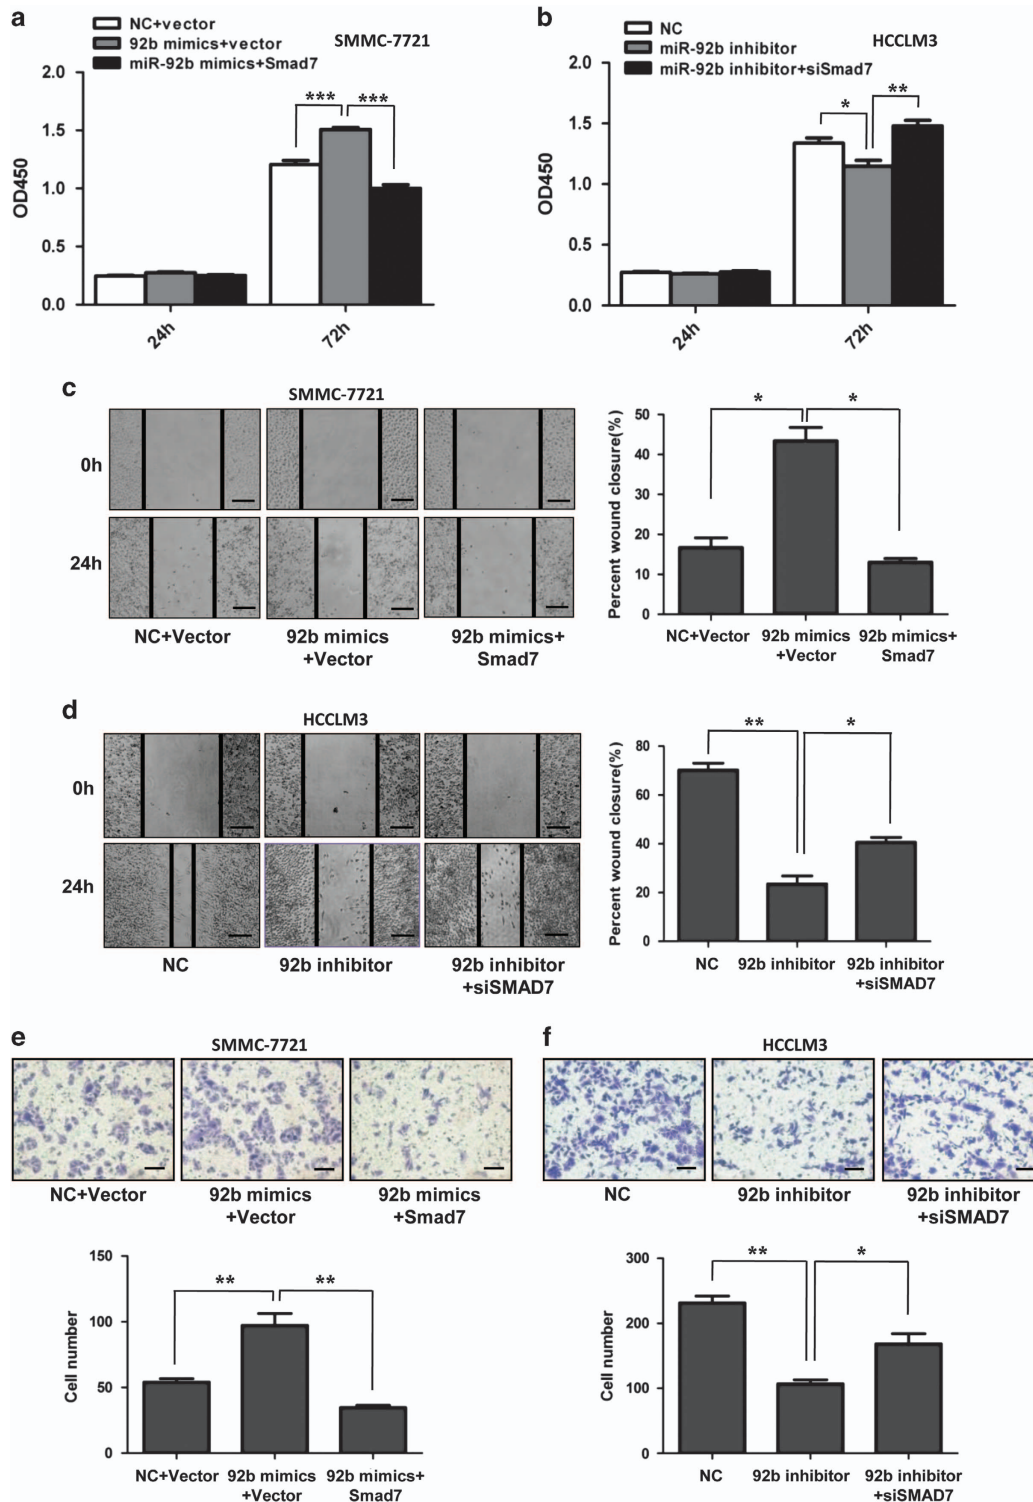 a
NC+vector
92b mimics+vector
miR-92b mimics+Smad7
SMMC-7721
2.0
1.5
1.0
0.5
0.0
OD450
***
***
24h
72h
b
NC
miR-92b inhibitor
miR-92b inhibitor+siSmad7
HCCLM3
2.0
1.5
1.0
0.5
0.0
OD450
*
**
24h
72h
c
SMMC-7721
0h
24h
NC+Vector
92b mimics
+Vector
92b mimics+
Smad7
Percent wound closure(%)
50
40
30
20
10
0
*
*
NC+Vector
92b mimics
+Vector
92b mimics+
Smad7
d
HCCLM3
0h
24h
NC
92b inhibitor
92b inhibitor
+siSMAD7
Percent wound closure(%)
80
60
40
20
0
**
*
NC
92b inhibitor
92b inhibitor
+siSMAD7
e
SMMC-7721
NC+Vector
92b mimics
+Vector
92b mimics
+Smad7
Cell number
150
100
50
0
**
**
NC+Vector
92b mimics
+Vector
92b mimics+
Smad7
f
HCCLM3
NC
92b inhibitor
92b inhibitor
+siSMAD7
Cell number
300
200
100
0
**
*
NC
92b inhibitor
92b inhibitor
+siSMAD7